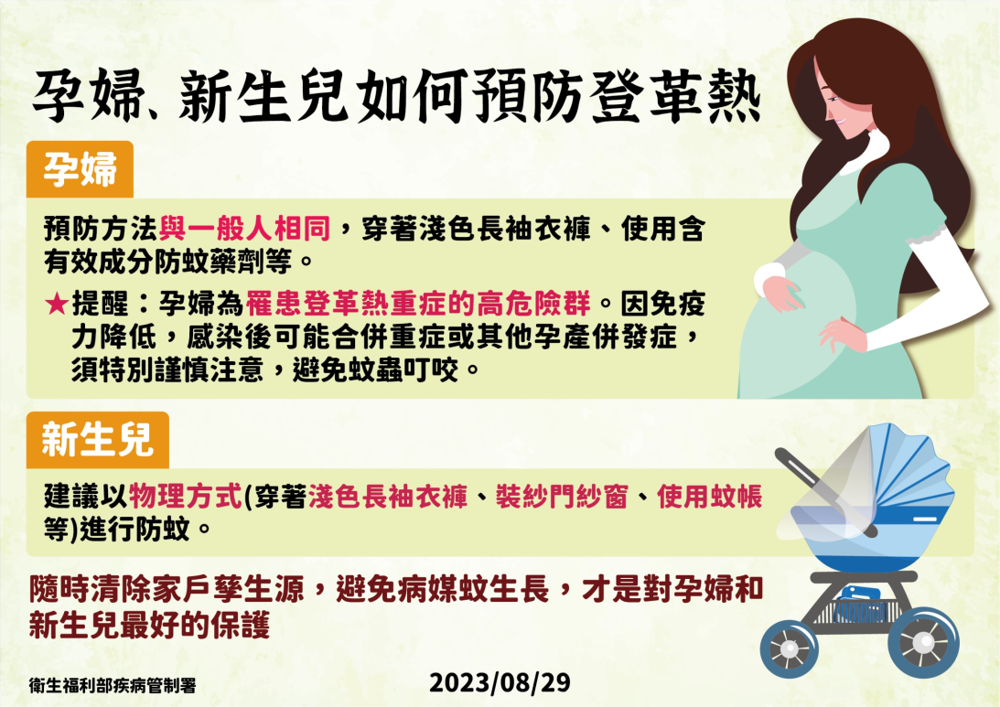 孕婦、新生兒如何預防登革熱
孕婦
預防方法與一般人相同，穿著淺色長袖衣褲、使用含
有效成分防蚊藥劑等。
★提醒：孕婦為罹患登革熱重症的高危險群。因免疫
力降低，感染後可能合併重症或其他孕產併發症，
須特別謹慎注意，避免蚊蟲叮咬。
新生兒
建議以物理方式(穿著淺色長袖衣褲、裝紗門紗窗、使用蚊帳
等)進行防蚊。
隨時清除家戶孳生源，避免病媒蚊生長，才是對孕婦和
新生兒最好的保護
衛生福利部疾病管制署
2023/08/29